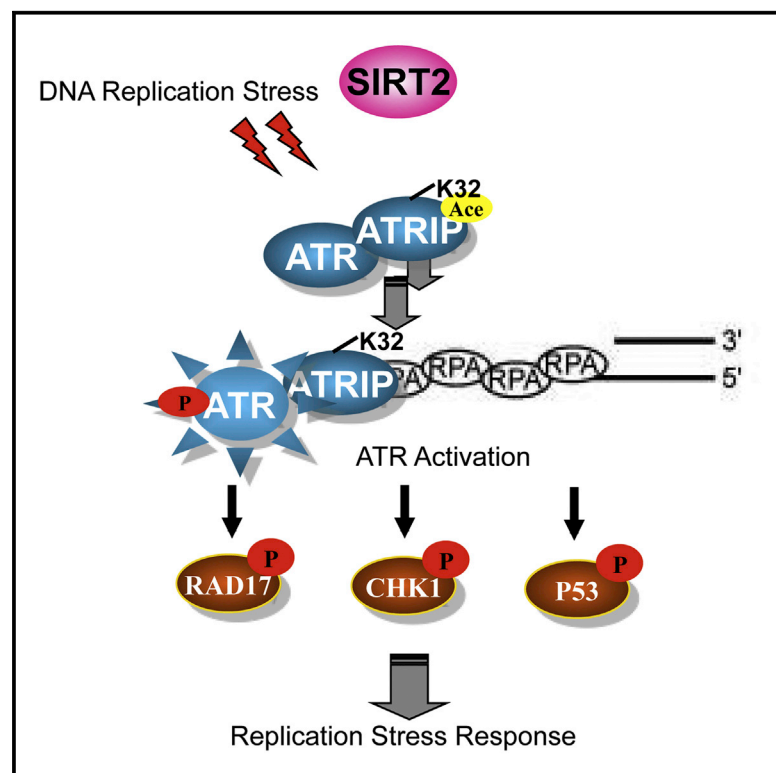 SIRT2
DNA Replication Stress
K32
Ace
ATRIP
ATR
K32
3'
RPA
RPA
RPA
5'
P
ATR
ATRIP
ATR Activation
P
P
P
RAD17
CHK1
P53
Replication Stress Response